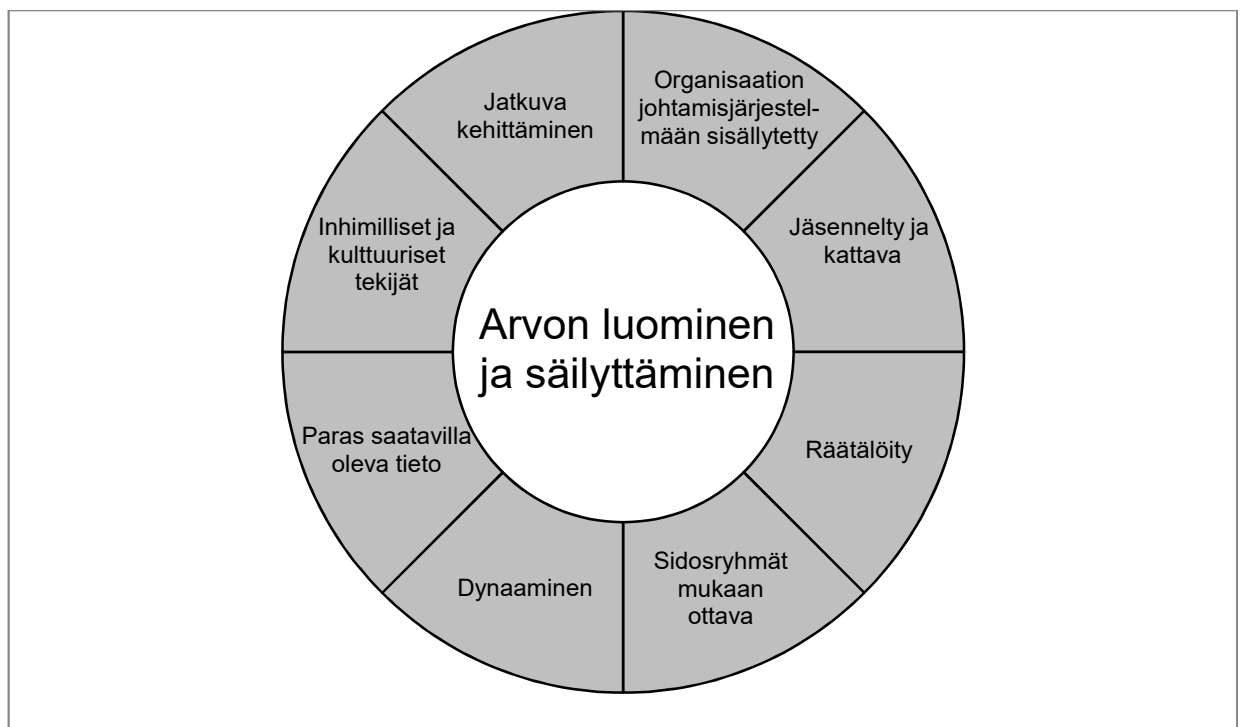 Organisaation
johtamisjärjestel-
mään sisällytetty
Jäsennelty ja
kattava
Räätälöity
Sidosryhmät
mukaan
ottava
Dynaaminen
Paras saatavilla
oleva tieto
Inhimilliset ja
kulttuuriset
tekijät
Jatkuva
kehittäminen
Arvon luominen
ja säilyttäminen